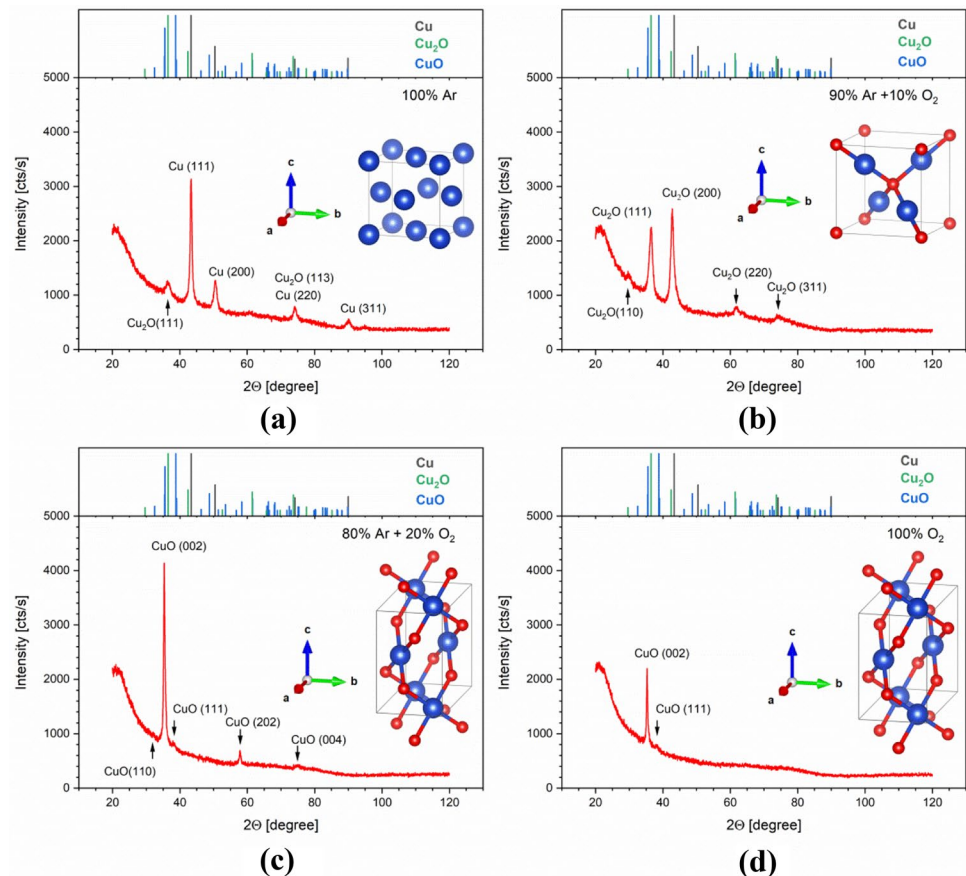 Cu
Cu₂O
CuO
5000
4000
3000
2000
1000
0
Intensity [cts/s]
100% Ar
Cu (111)
Cu (200)
Cu₂O (113)
Cu (220)
Cu (311)
Cu₂O(111)
c
b
a
20 40 60 80 100 120
2Θ [degree]
(a)
Cu
Cu₂O
CuO
5000
4000
3000
2000
1000
0
Intensity [cts/s]
90% Ar +10% O₂
Cu₂O (111)
Cu₂O (200)
Cu₂O (220)
Cu₂O (311)
Cu₂O(110)
c
b
a
20 40 60 80 100 120
2Θ [degree]
(b)
Cu
Cu₂O
CuO
5000
4000
3000
2000
1000
0
Intensity [cts/s]
80% Ar + 20% O₂
CuO (002)
CuO (111)
CuO (202)
CuO (004)
CuO(110)
c
b
a
20 40 60 80 100 120
2Θ [degree]
(c)
Cu
Cu₂O
CuO
5000
4000
3000
2000
1000
0
Intensity [cts/s]
100% O₂
CuO (002)
CuO (111)
c
b
a
20 40 60 80 100 120
2Θ [degree]
(d)